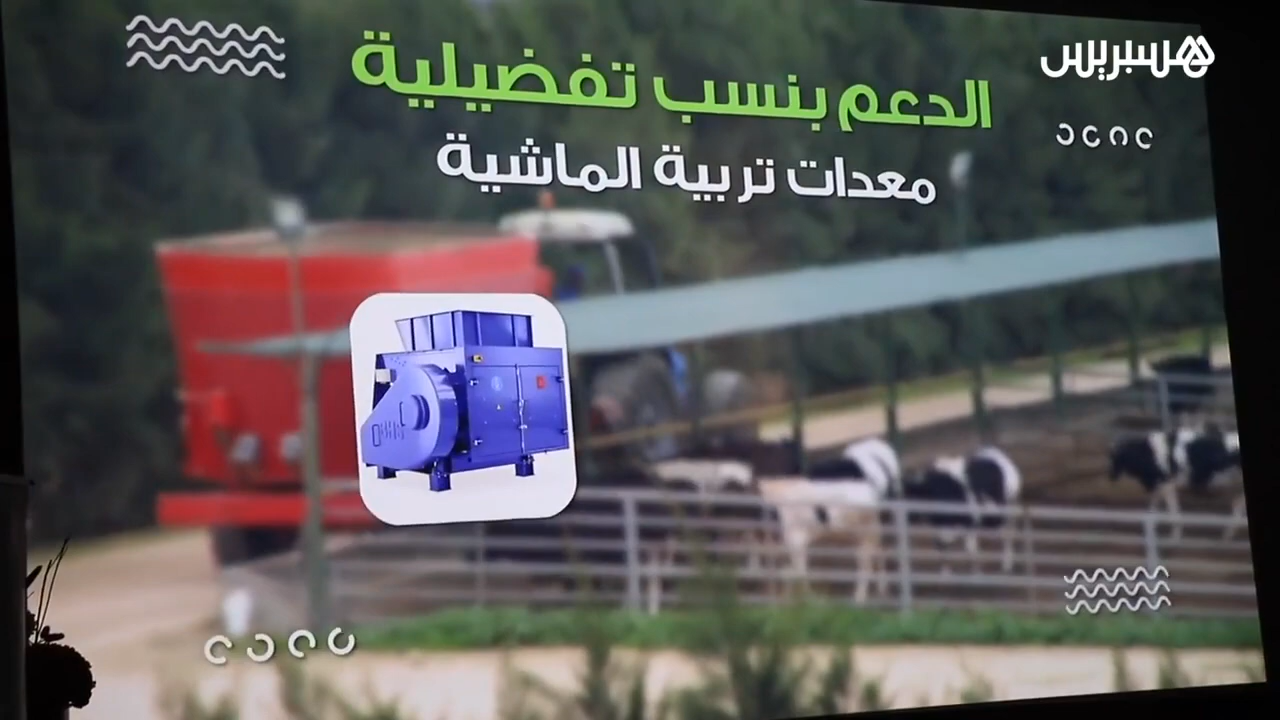 هسبريس
الدعم بنسب تفضيلية
معدات تربية الماشية